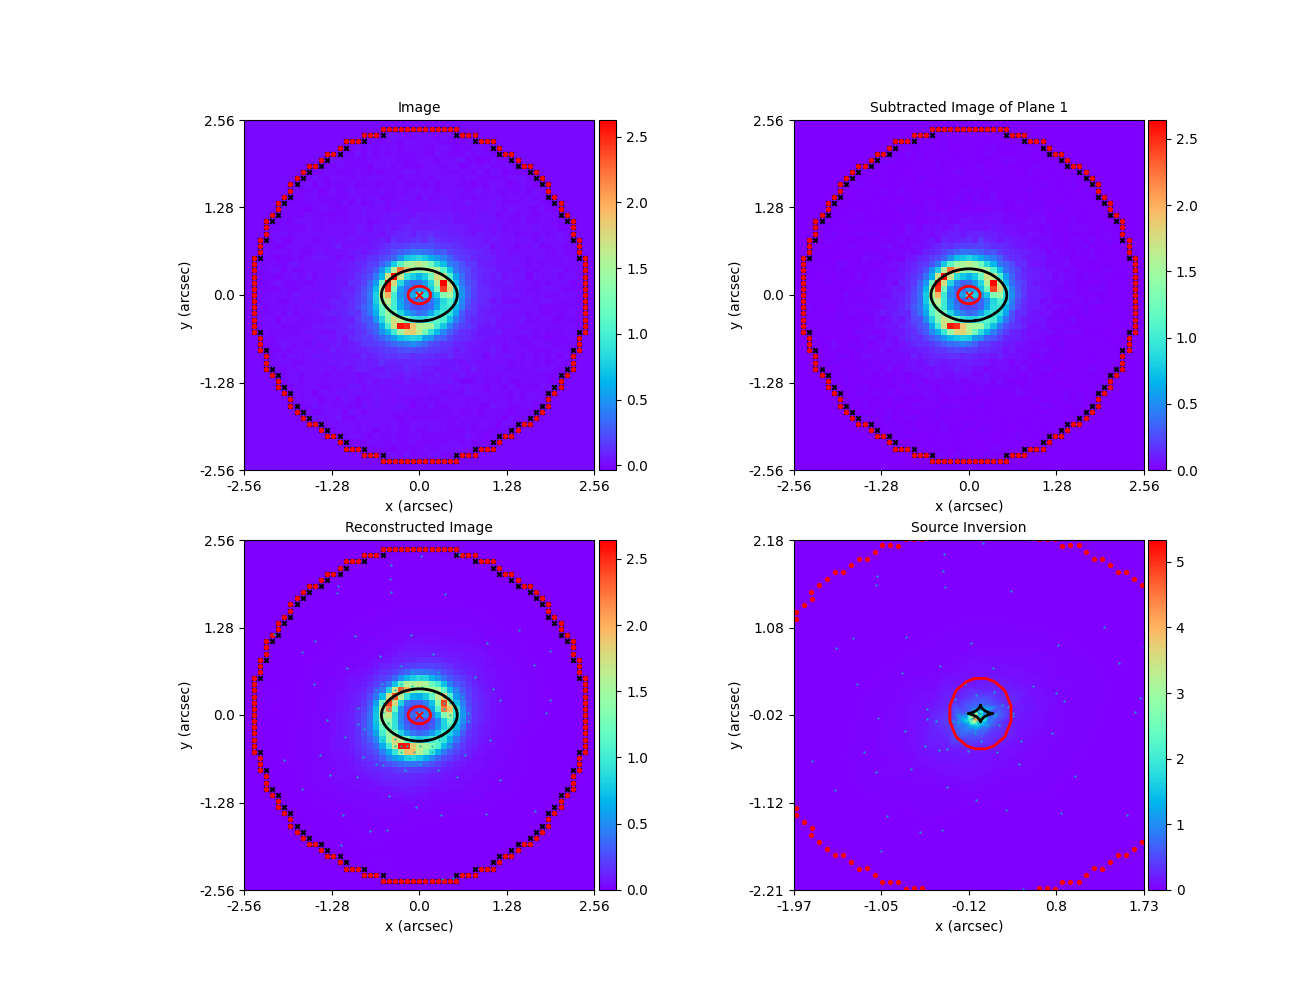 Image
2.56
1.28
0.0
-1.28
-2.56
y (arcsec)
-2.56 -1.28 0.0 1.28 2.56
x (arcsec)
2.5
2.0
1.5
1.0
0.5
0.0
Subtracted Image of Plane 1
2.56
1.28
0.0
-1.28
-2.56
y (arcsec)
-2.56 -1.28 0.0 1.28 2.56
x (arcsec)
2.5
2.0
1.5
1.0
0.5
0.0
Reconstructed Image
2.56
1.28
0.0
-1.28
-2.56
y (arcsec)
-2.56 -1.28 0.0 1.28 2.56
x (arcsec)
2.5
2.0
1.5
1.0
0.5
0.0
Source Inversion
2.18
1.08
-0.02
-1.12
-2.21
y (arcsec)
-1.97 -1.05 -0.12 0.8 1.73
x (arcsec)
5
4
3
2
1
0